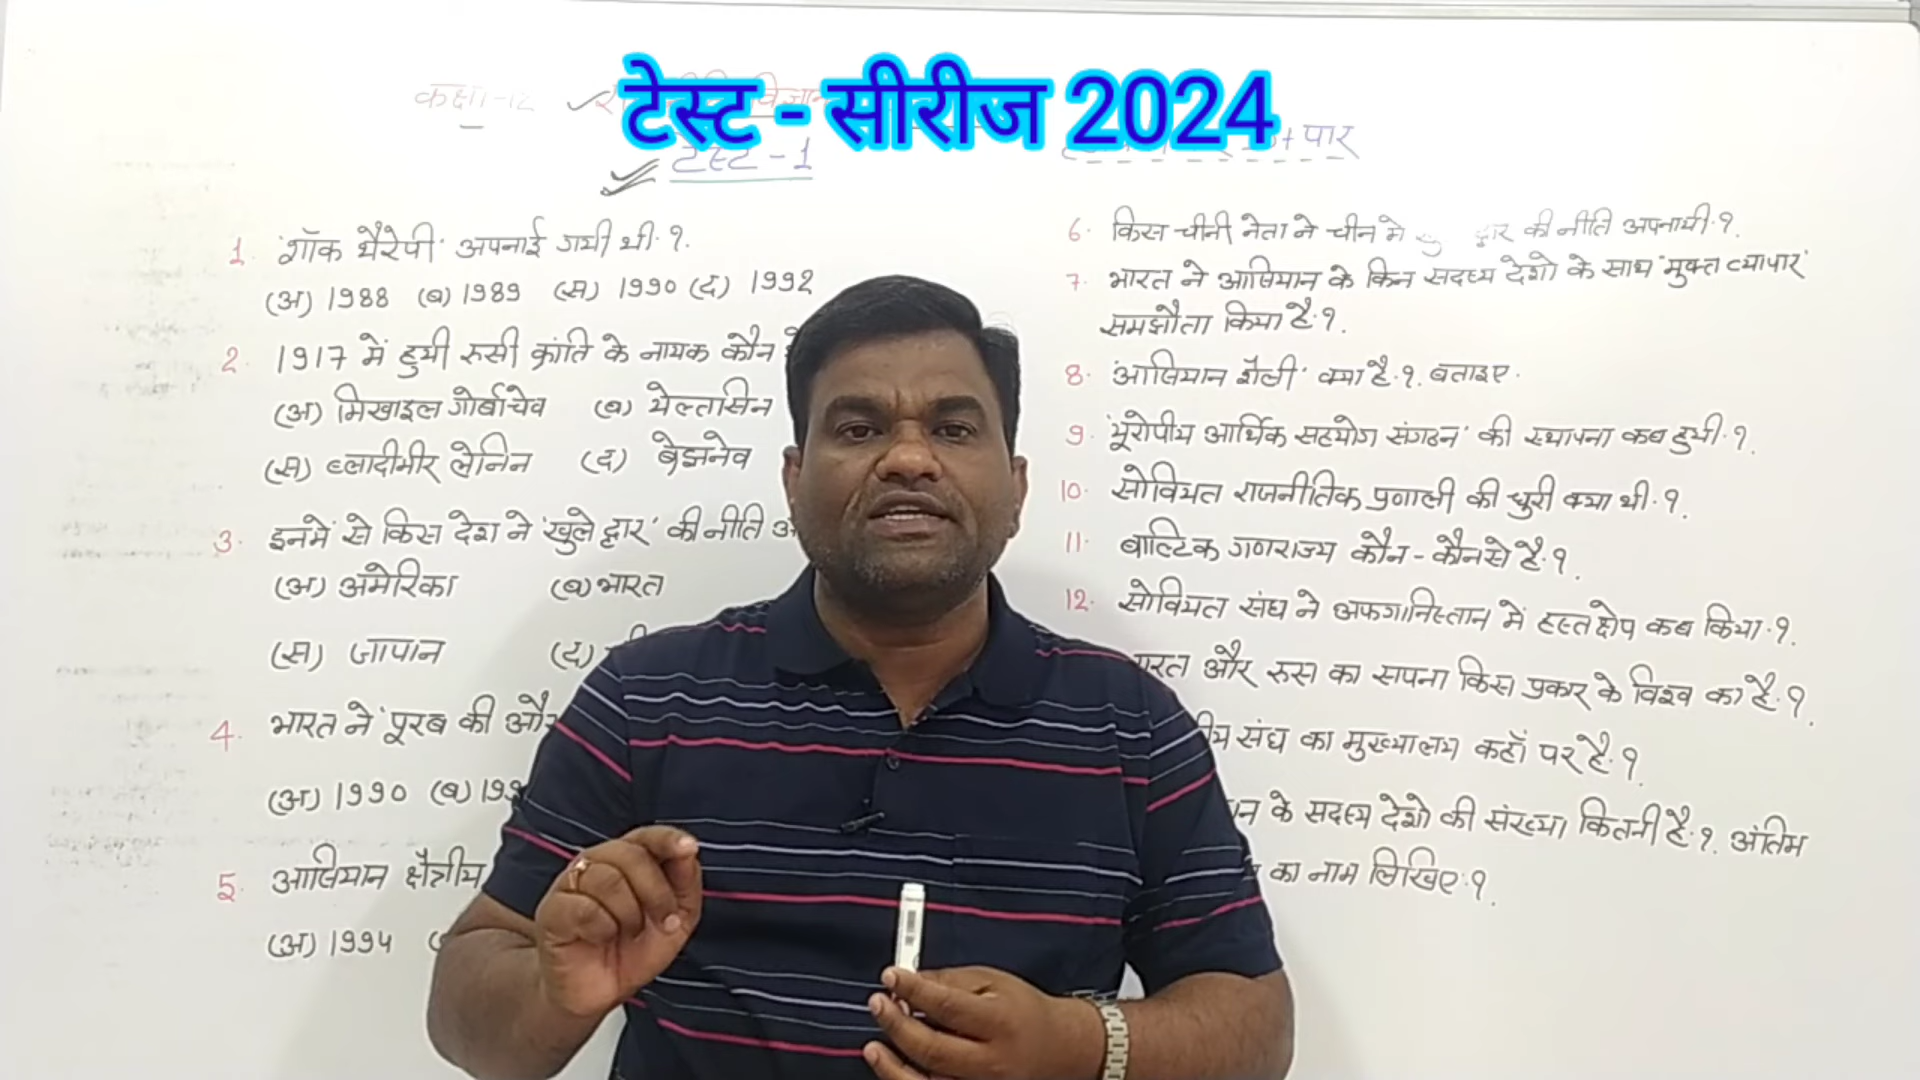 टेस्ट - सीरीज 2024
कक्षा-12
टेस्ट - 1
+ पार
1. 'शॉक थैरेपी' अपनाई गयी थी.?.
(अ) 1988 (ब) 1989 (स) 1990 (द) 1992
2. 1917 में हुयी रुसी क्रांति के नायक कौन
(अ) मिखाइल गोर्बाचेव (ब) येल्तसिन
(स) व्लादीमीर लेनिन (द) ब्रेझनेव
3. इनमें से किस देश ने 'खुले द्वार' की नीति
(अ) अमेरिका (ब) भारत
(स) जापान (द)
4. भारत ने 'पूरब की
(अ) 1990 (ब)
5. आसियान क्षैत्रीय
(अ) 1994
6. किस चीनी नेता ने चीन मे की नीति अपनायी.?.
7. भारत ने आसियान के किन सदस्य देशो के साथ 'मुक्त व्यापार'
समझौता किया है.?.
8. 'आसियान शैली' क्या है.?. बताइए.
9. 'यूरोपीय आर्थिक सहयोग संगठन' की स्थापना कब हुयी.?.
10. सोवियत राजनीतिक प्रणाली की धुरी क्या थी.?.
11. बाल्टिक गणराज्य कौन - कौनसे है.?.
12. सोवियत संघ ने अफगानिस्तान में हस्तक्षेप कब किया.?.
और रुस का सपना किस प्रकार के विश्व का है.?.
संघ का मुख्यालय कहाँ पर है.?.
के सदस्य देशो की संख्या कितनी है.?. अंतिम
का नाम लिखिए.?.